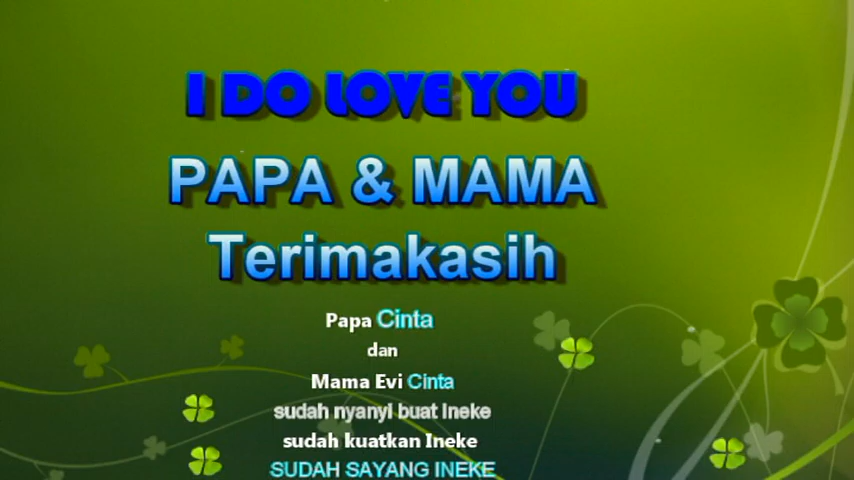 I DO LOVE YOU
PAPA & MAMA
Terimakasih
Papa Cinta
dan
Mama Evi Cinta
sudah nyanyi buat Ineke
sudah kuatkan Ineke
SUDAH SAYANG INEKE